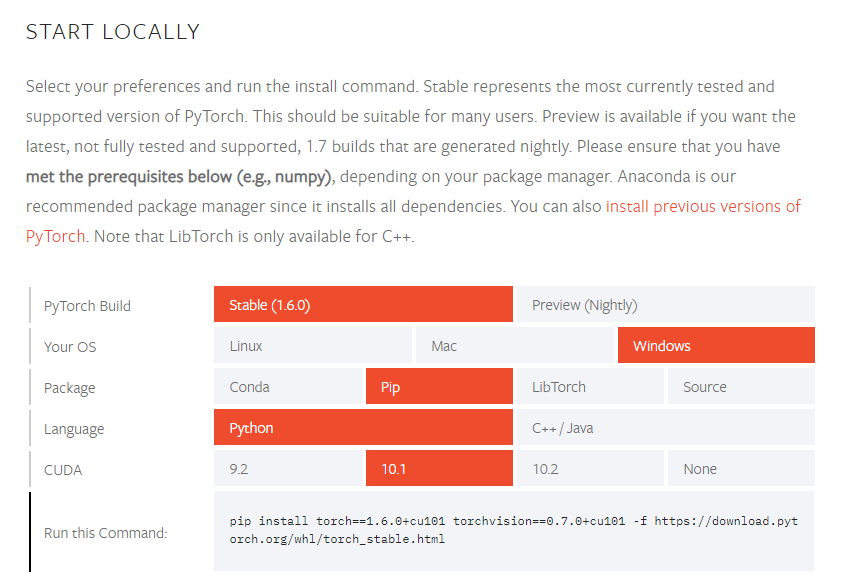 START LOCALLY
Select your preferences and run the install command. Stable represents the most currently tested and
supported version of PyTorch. This should be suitable for many users. Preview is available if you want the
latest, not fully tested and supported, 1.7 builds that are generated nightly. Please ensure that you have
met the prerequisites below (e.g., numpy), depending on your package manager. Anaconda is our
recommended package manager since it installs all dependencies. You can also install previous versions of
PyTorch. Note that LibTorch is only available for C++.
PyTorch Build Stable (1.6.0) Preview (Nightly)
Your OS Linux Mac Windows
Package Conda Pip LibTorch Source
Language Python C++ / Java
CUDA 9.2 10.1 10.2 None
Run this Command:
pip install torch==1.6.0+cu101 torchvision==0.7.0+cu101 -f https://download.pyt
orch.org/whl/torch_stable.html